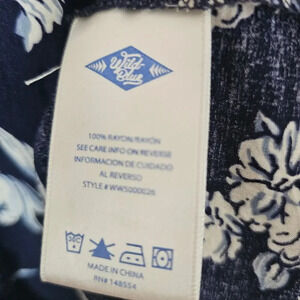 Wild
Blue
100% RAYON/RAYÓN
SEE CARE INFO ON REVERSE
INFORMACION DE CUIDADO
AL REVERSO
STYLE # WWS000026
MADE IN CHINA
RN# 148554